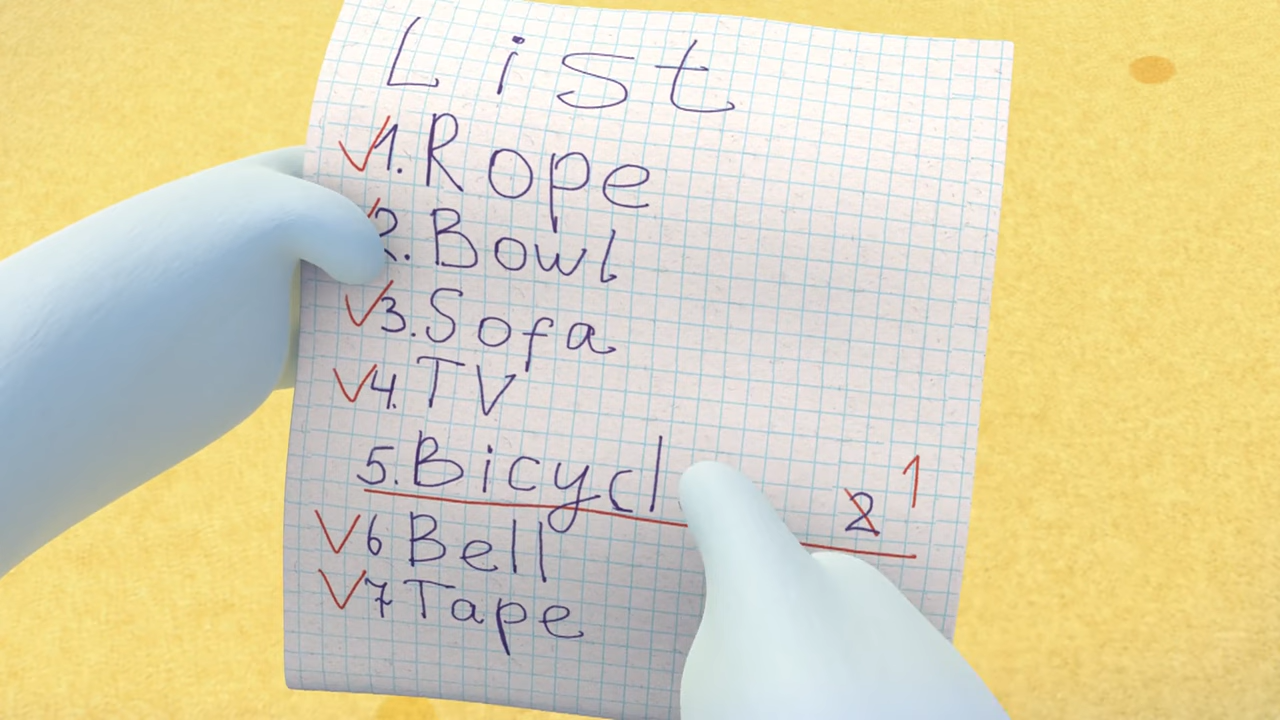 List
1. Rope
2. Bowl
3. Sofa
4. TV
5. Bicycl 2 1
6 Bell
7 Tape